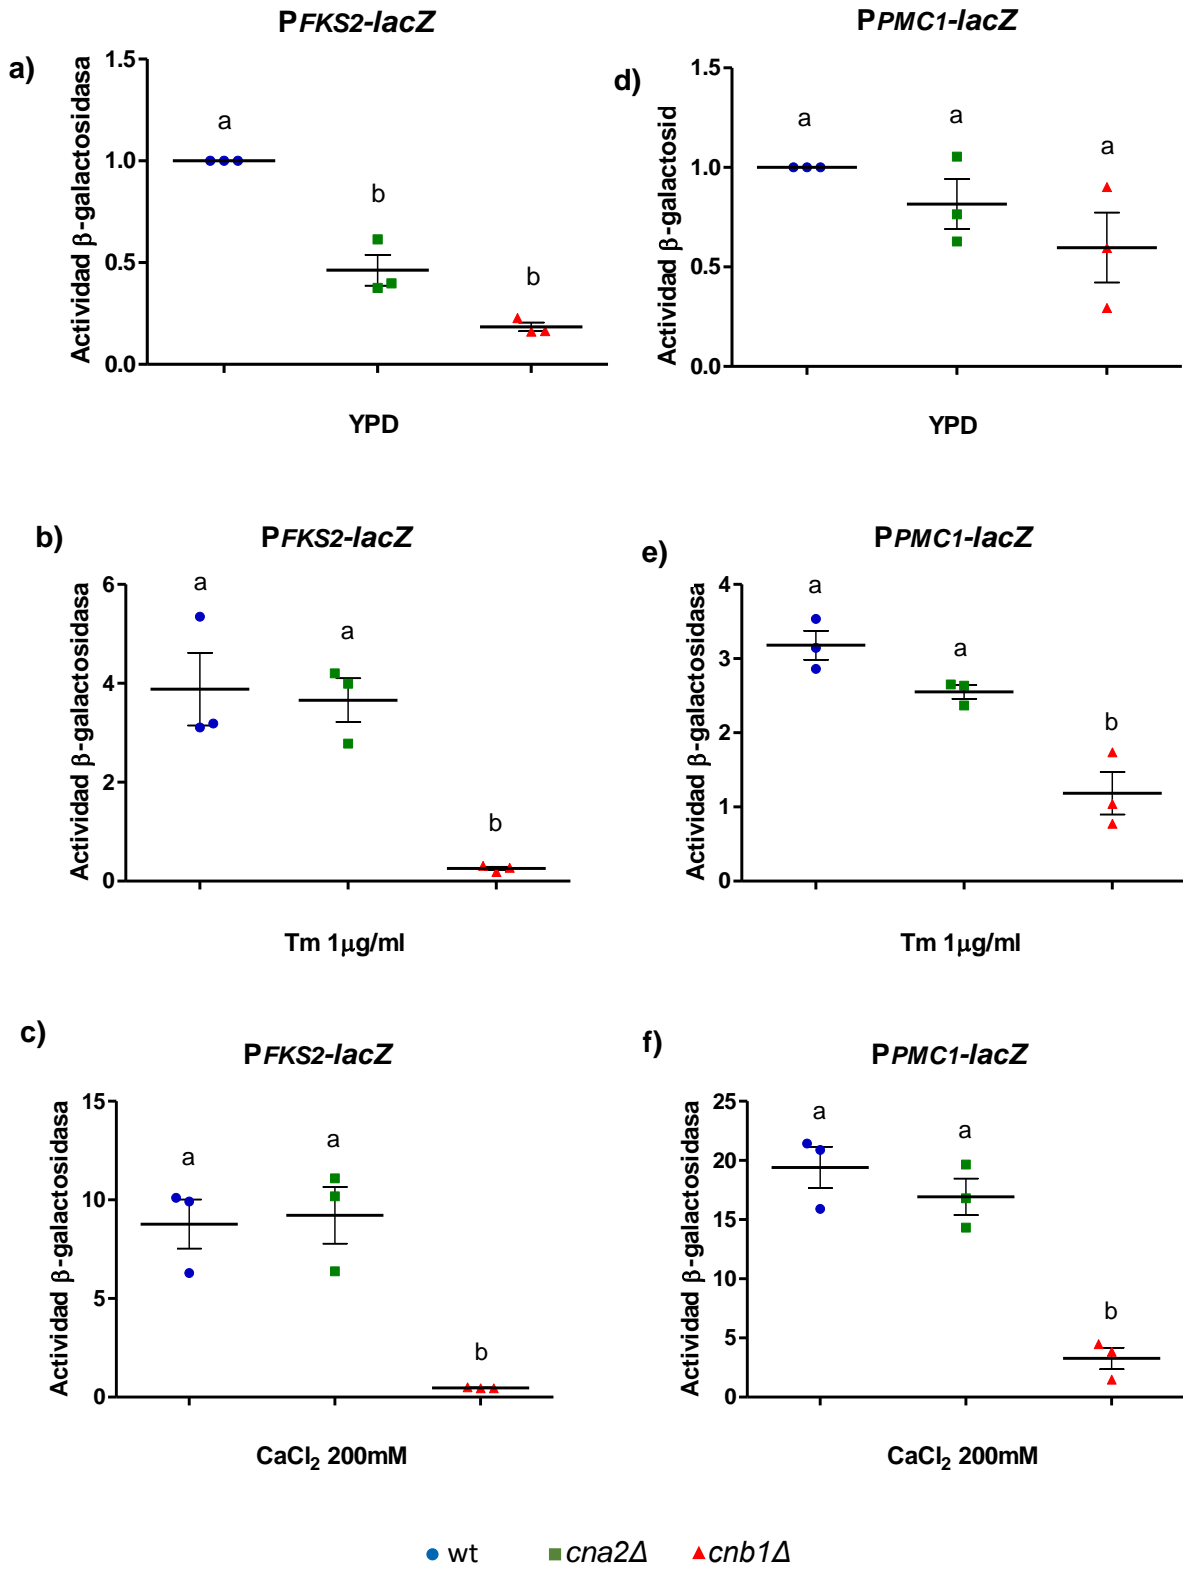 PFKS2-lacZ
a)
Actividad β-galactosidasa
1.5
1.0
0.5
0.0
a
b
b
YPD
PPMC1-lacZ
d)
Actividad β-galactosid
1.5
1.0
0.5
0.0
a
a
a
YPD
b)
PFKS2-lacZ
Actividad β-galactosidasa
6
4
2
0
a
a
b
Tm 1μg/ml
e)
PPMC1-lacZ
Actividad β-galactosidasa
4
3
2
1
0
a
a
b
Tm 1μg/ml
c)
PFKS2-lacZ
Actividad β-galactosidasa
15
10
5
0
a
a
b
CaCl₂ 200mM
f)
PPMC1-lacZ
Actividad β-galactosidasa
25
20
15
10
5
0
a
a
b
CaCl₂ 200mM
wt cna2Δ cnb1Δ